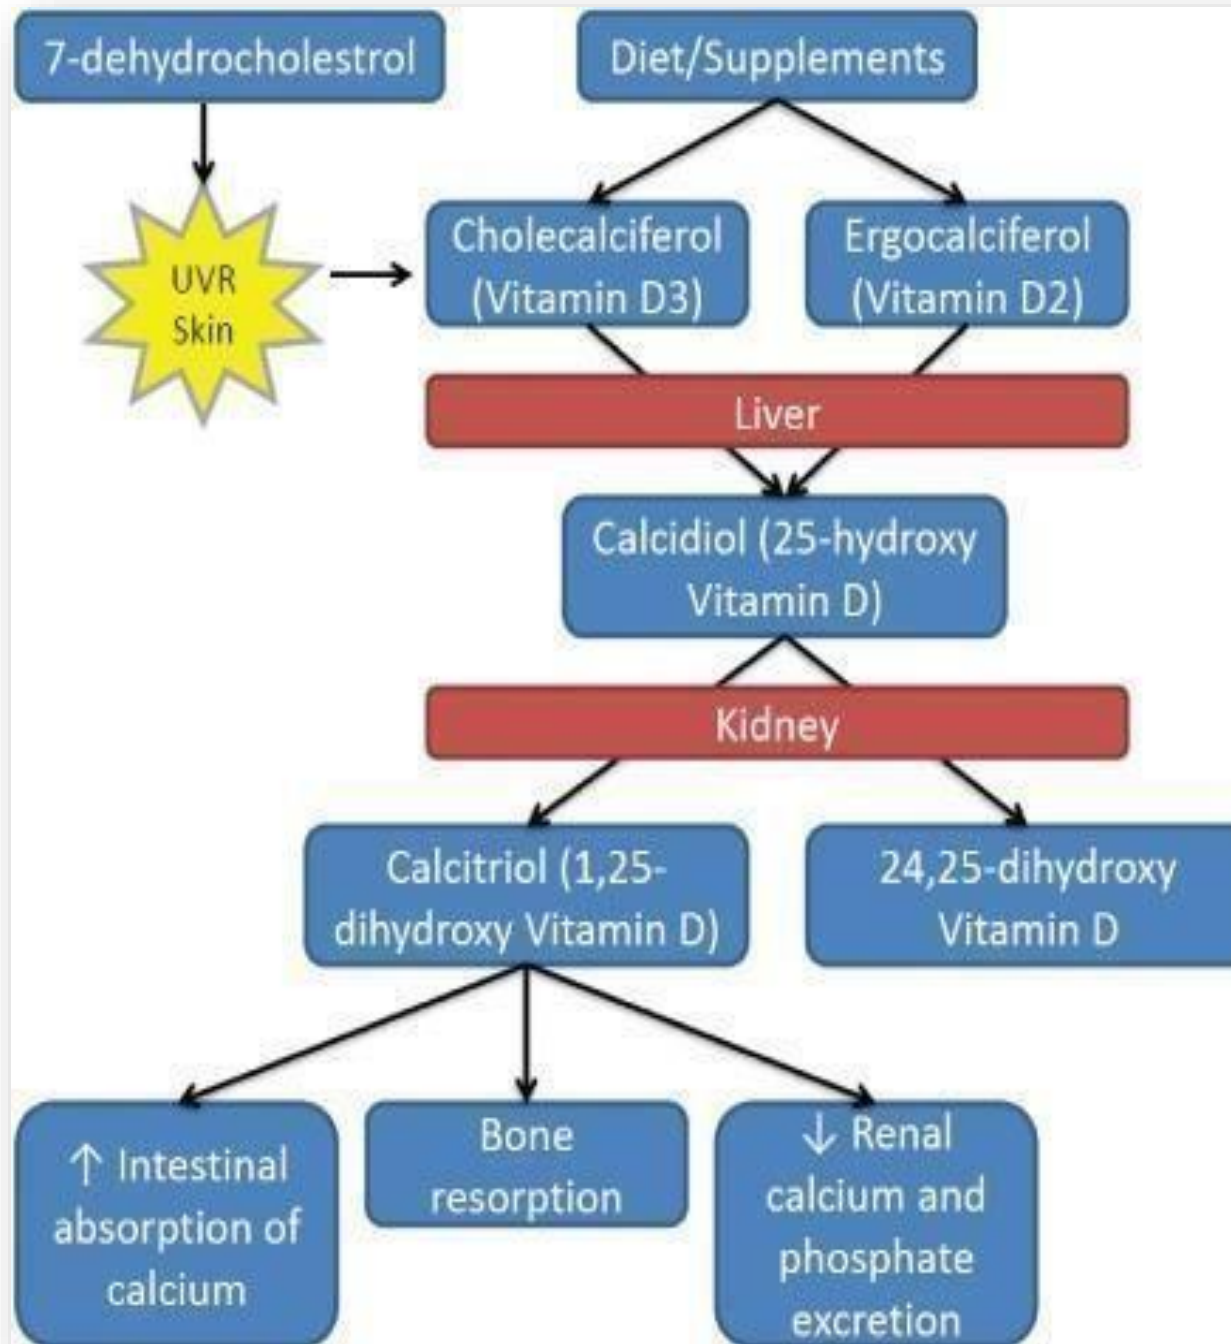 7-dehydrocholestrol
Diet/Supplements
UVR
Skin
Cholecalciferol
(Vitamin D3)
Ergocalciferol
(Vitamin D2)
Liver
Calcidiol (25-hydroxy
Vitamin D)
Kidney
Calcitriol (1,25-
dihydroxy Vitamin D)
24,25-dihydroxy
Vitamin D
↑ Intestinal
absorption of
calcium
Bone
resorption
↓ Renal
calcium and
phosphate
excretion